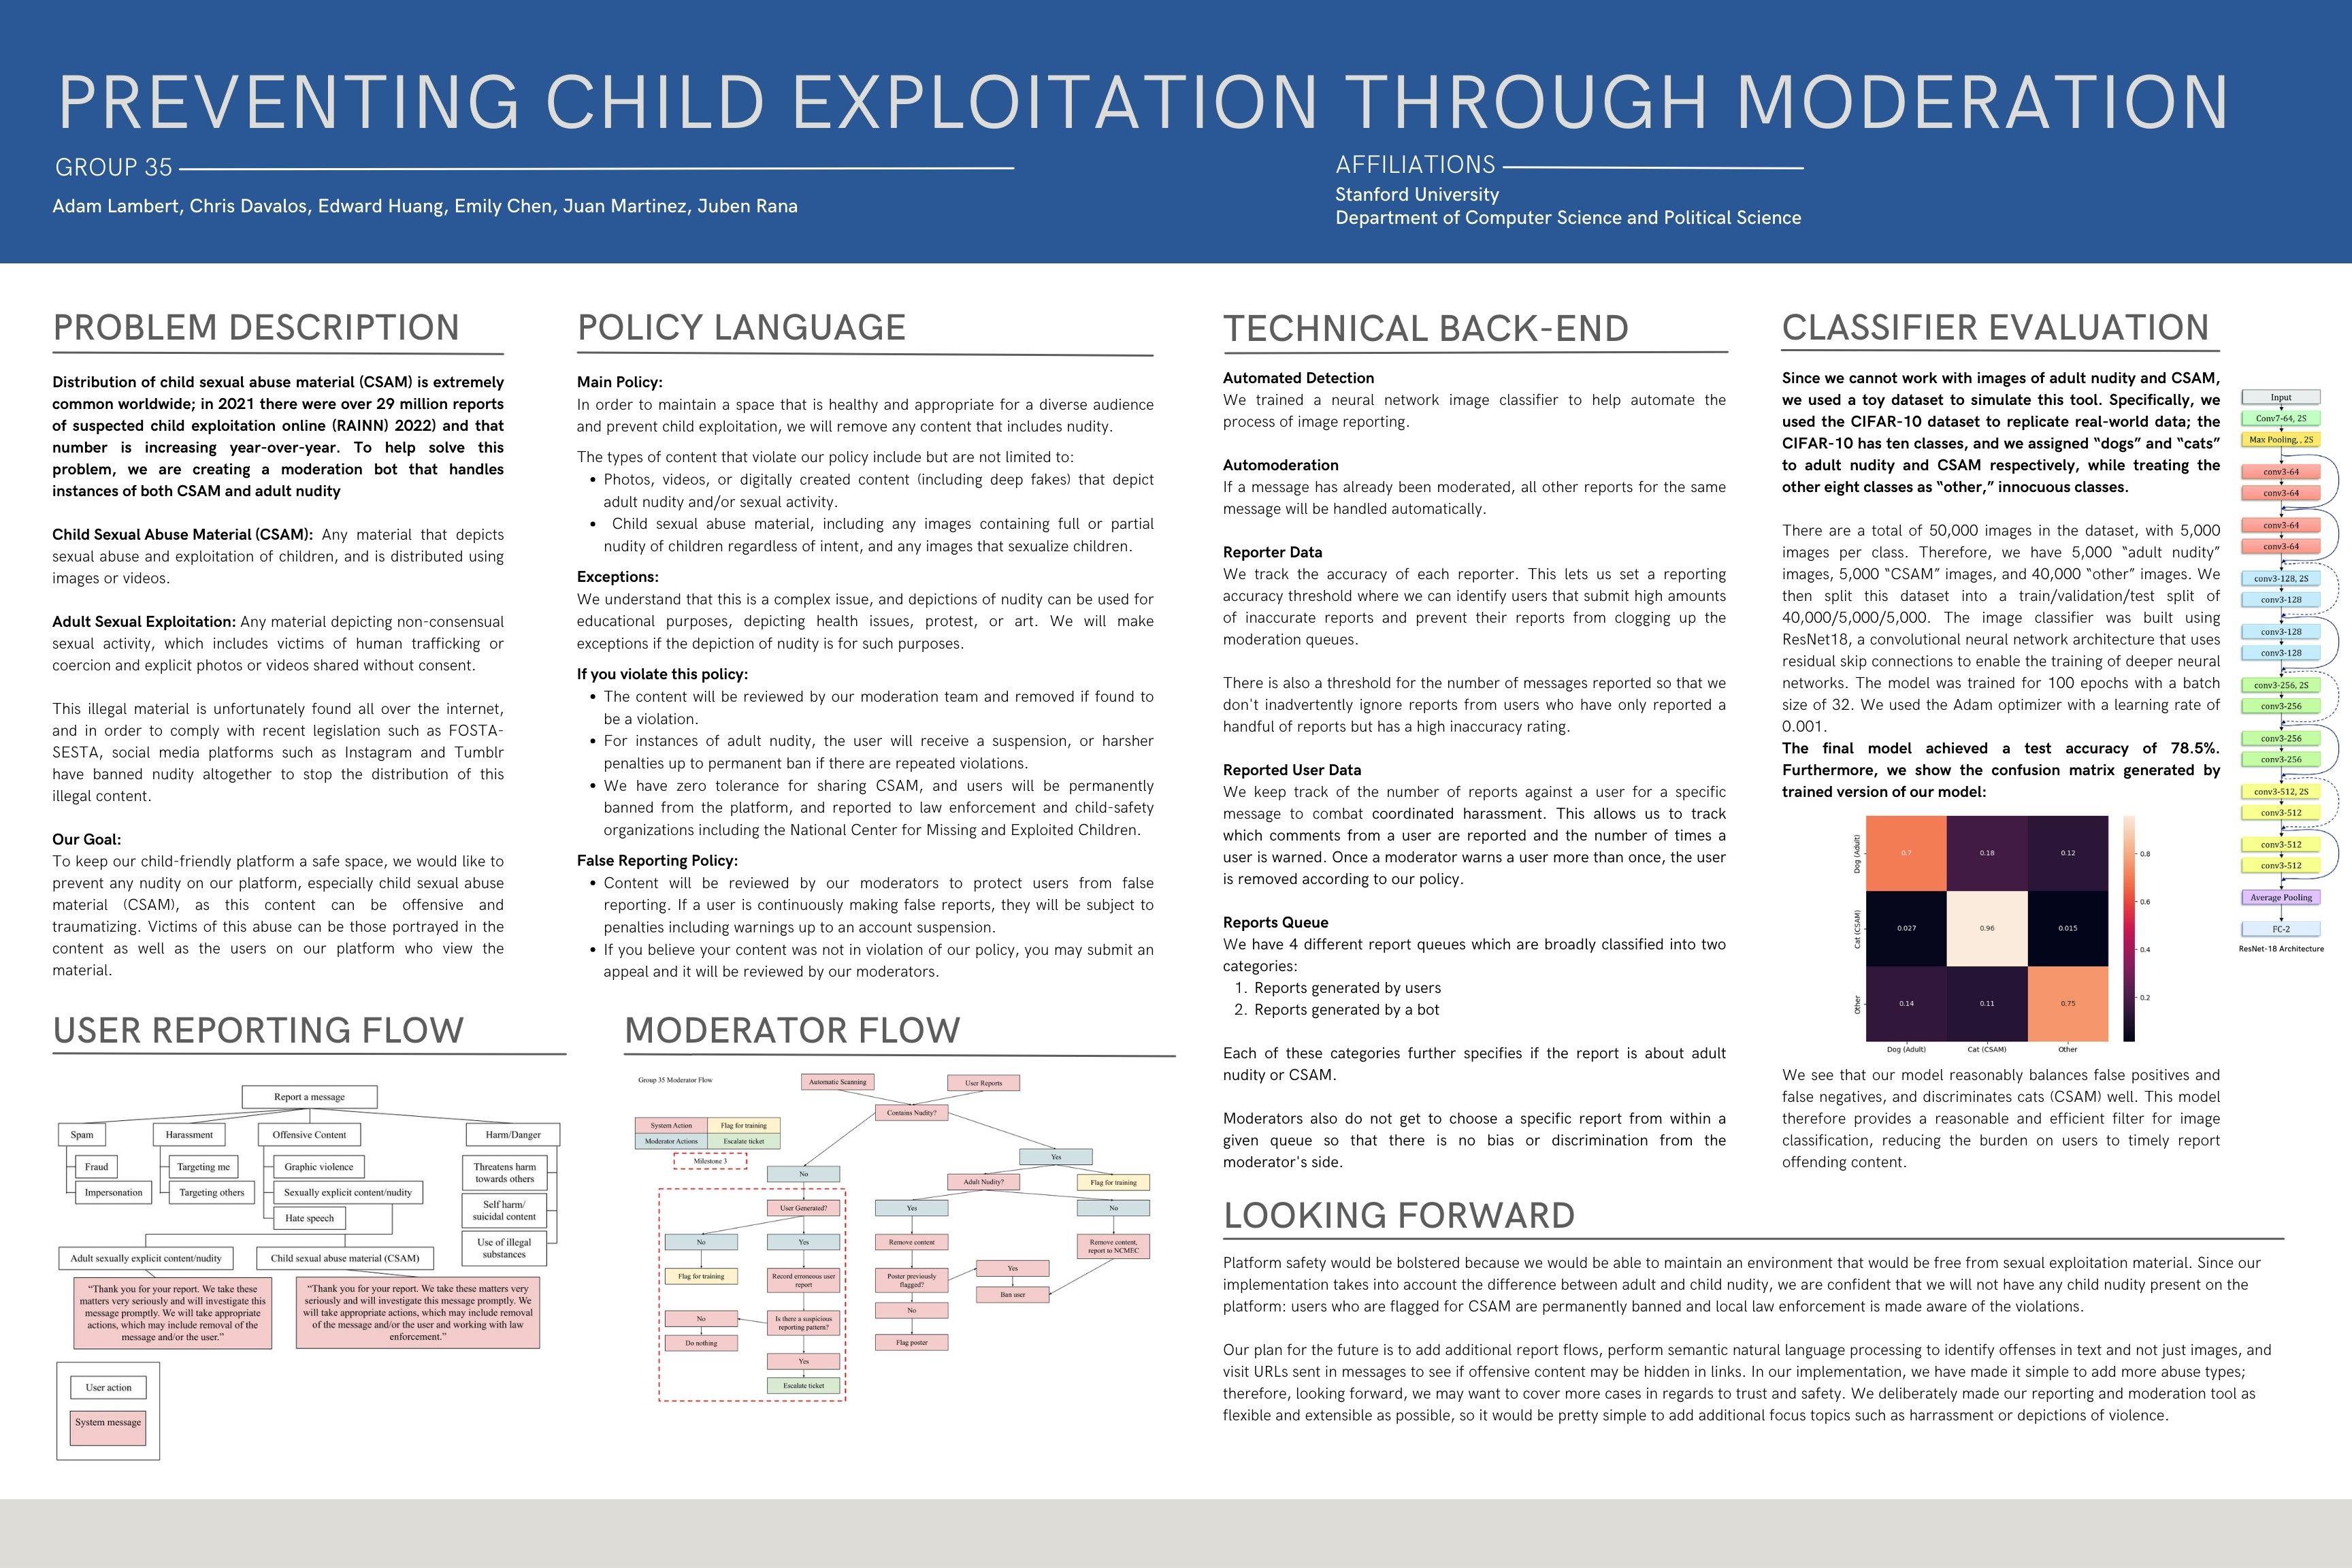 PREVENTING CHILD EXPLOITATION THROUGH MODERATION
GROUP 35
Adam Lambert, Chris Davalos, Edward Huang, Emily Chen, Juan Martinez, Juben Rana
AFFILIATIONS
Stanford University
Department of Computer Science and Political Science
PROBLEM DESCRIPTION
Distribution of child sexual abuse material (CSAM) is extremely
common worldwide; in 2021 there were over 29 million reports
of suspected child exploitation online (RAINN) 2022) and that
number is increasing year-over-year. To help solve this
problem, we are creating a moderation bot that handles
instances of both CSAM and adult nudity
Child Sexual Abuse Material (CSAM): Any material that depicts
sexual abuse and exploitation of children, and is distributed using
images or videos.
Adult Sexual Exploitation: Any material depicting non-consensual
sexual activity, which includes victims of human trafficking or
coercion and explicit photos or videos shared without consent.
This illegal material is unfortunately found all over the internet,
and in order to comply with recent legislation such as FOSTA-
SESTA, social media platforms such as Instagram and Tumblr
have banned nudity altogether to stop the distribution of this
illegal content.
Our Goal:
To keep our child-friendly platform a safe space, we would like to
prevent any nudity on our platform, especially child sexual abuse
material (CSAM), as this content can be offensive and
traumatizing. Victims of this abuse can be those portrayed in the
content as well as the users on our platform who view the
material.
POLICY LANGUAGE
Main Policy:
In order to maintain a space that is healthy and appropriate for a diverse audience
and prevent child exploitation, we will remove any content that includes nudity.
The types of content that violate our policy include but are not limited to:
• Photos, videos, or digitally created content (including deep fakes) that depict
adult nudity and/or sexual activity.
• Child sexual abuse material, including any images containing full or partial
nudity of children regardless of intent, and any images that sexualize children.
Exceptions:
We understand that this is a complex issue, and depictions of nudity can be used for
educational purposes, depicting health issues, protest, or art. We will make
exceptions if the depiction of nudity is for such purposes.
If you violate this policy:
• The content will be reviewed by our moderation team and removed if found to
be a violation.
• For instances of adult nudity, the user will receive a suspension, or harsher
penalties up to permanent ban if there are repeated violations.
• We have zero tolerance for sharing CSAM, and users will be permanently
banned from the platform, and reported to law enforcement and child-safety
organizations including the National Center for Missing and Exploited Children.
False Reporting Policy:
• Content will be reviewed by our moderators to protect users from false
reporting. If a user is continuously making false reports, they will be subject to
penalties including warnings up to an account suspension.
• If you believe your content was not in violation of our policy, you may submit an
appeal and it will be reviewed by our moderators.
USER REPORTING FLOW
Report a message
Spam
Harassment
Offensive Content
Harm/Danger
Fraud
Targeting me
Graphic violence
Threatens harm
towards others
Impersonation
Targeting others
Sexually explicit content/nudity
Self harm/
suicidal content
Hate speech
Use of illegal
substances
Adult sexually explicit content/nudity
Child sexual abuse material (CSAM)
“Thank you for your report. We take these
matters very seriously and will investigate this
message promptly. We will take appropriate
actions, which may include removal of the
message and/or the user.”
“Thank you for your report. We take these matters very
seriously and will investigate this message promptly. We
will take appropriate actions, which may include removal
of the message and/or the user and working with law
enforcement.”
User action
System message
MODERATOR FLOW
Group 35 Moderator Flow
Automatic Scanning
User Reports
Contains Nudity?
System Action
Flag for training
Moderator Actions
Escalate ticket
Milestone 3
No
Yes
Adult Nudity?
Flag for training
User Generated?
Yes
No
No
Yes
Remove content
Remove content,
report to NCMEC
Flag for training
Record erroneous user
report
Poster previously
flagged?
Yes
Ban user
No
Is there a suspicious
reporting pattern?
No
Do nothing
Flag poster
Yes
Escalate ticket
TECHNICAL BACK-END
Automated Detection
We trained a neural network image classifier to help automate the
process of image reporting.
Automoderation
If a message has already been moderated, all other reports for the same
message will be handled automatically.
Reporter Data
We track the accuracy of each reporter. This lets us set a reporting
accuracy threshold where we can identify users that submit high amounts
of inaccurate reports and prevent their reports from clogging up the
moderation queues.
There is also a threshold for the number of messages reported so that we
don't inadvertently ignore reports from users who have only reported a
handful of reports but has a high inaccuracy rating.
Reported User Data
We keep track of the number of reports against a user for a specific
message to combat coordinated harassment. This allows us to track
which comments from a user are reported and the number of times a
user is warned. Once a moderator warns a user more than once, the user
is removed according to our policy.
Reports Queue
We have 4 different report queues which are broadly classified into two
categories:
1. Reports generated by users
2. Reports generated by a bot
Each of these categories further specifies if the report is about adult
nudity or CSAM.
Moderators also do not get to choose a specific report from within a
given queue so that there is no bias or discrimination from the
moderator's side.
CLASSIFIER EVALUATION
Since we cannot work with images of adult nudity and CSAM,
we used a toy dataset to simulate this tool. Specifically, we
used the CIFAR-10 dataset to replicate real-world data; the
CIFAR-10 has ten classes, and we assigned “dogs” and “cats”
to adult nudity and CSAM respectively, while treating the
other eight classes as “other,” innocuous classes.
There are a total of 50,000 images in the dataset, with 5,000
images per class. Therefore, we have 5,000 “adult nudity”
images, 5,000 “CSAM” images, and 40,000 “other” images. We
then split this dataset into a train/validation/test split of
40,000/5,000/5,000. The image classifier was built using
ResNet18, a convolutional neural network architecture that uses
residual skip connections to enable the training of deeper neural
networks. The model was trained for 100 epochs with a batch
size of 32. We used the Adam optimizer with a learning rate of
0.001.
The final model achieved a test accuracy of 78.5%.
Furthermore, we show the confusion matrix generated by
trained version of our model:
Dog (Adult)
0.7
0.18
0.12
Cat (CSAM)
0.027
0.96
0.015
Other
0.14
0.11
0.75
Dog (Adult)
Cat (CSAM)
Other
0.8
0.6
0.4
0.2
We see that our model reasonably balances false positives and
false negatives, and discriminates cats (CSAM) well. This model
therefore provides a reasonable and efficient filter for image
classification, reducing the burden on users to timely report
offending content.
Input
Conv7-64, 2S
Max Pooling, , 2S
conv3-64
conv3-64
conv3-64
conv3-64
conv3-128, 2S
conv3-128
conv3-128
conv3-128
conv3-256, 2S
conv3-256
conv3-256
conv3-256
conv3-512, 2S
conv3-512
conv3-512
conv3-512
Average Pooling
FC-2
ResNet-18 Architecture
LOOKING FORWARD
Platform safety would be bolstered because we would be able to maintain an environment that would be free from sexual exploitation material. Since our
implementation takes into account the difference between adult and child nudity, we are confident that we will not have any child nudity present on the
platform: users who are flagged for CSAM are permanently banned and local law enforcement is made aware of the violations.
Our plan for the future is to add additional report flows, perform semantic natural language processing to identify offenses in text and not just images, and
visit URLs sent in messages to see if offensive content may be hidden in links. In our implementation, we have made it simple to add more abuse types;
therefore, looking forward, we may want to cover more cases in regards to trust and safety. We deliberately made our reporting and moderation tool as
flexible and extensible as possible, so it would be pretty simple to add additional focus topics such as harrassment or depictions of violence.